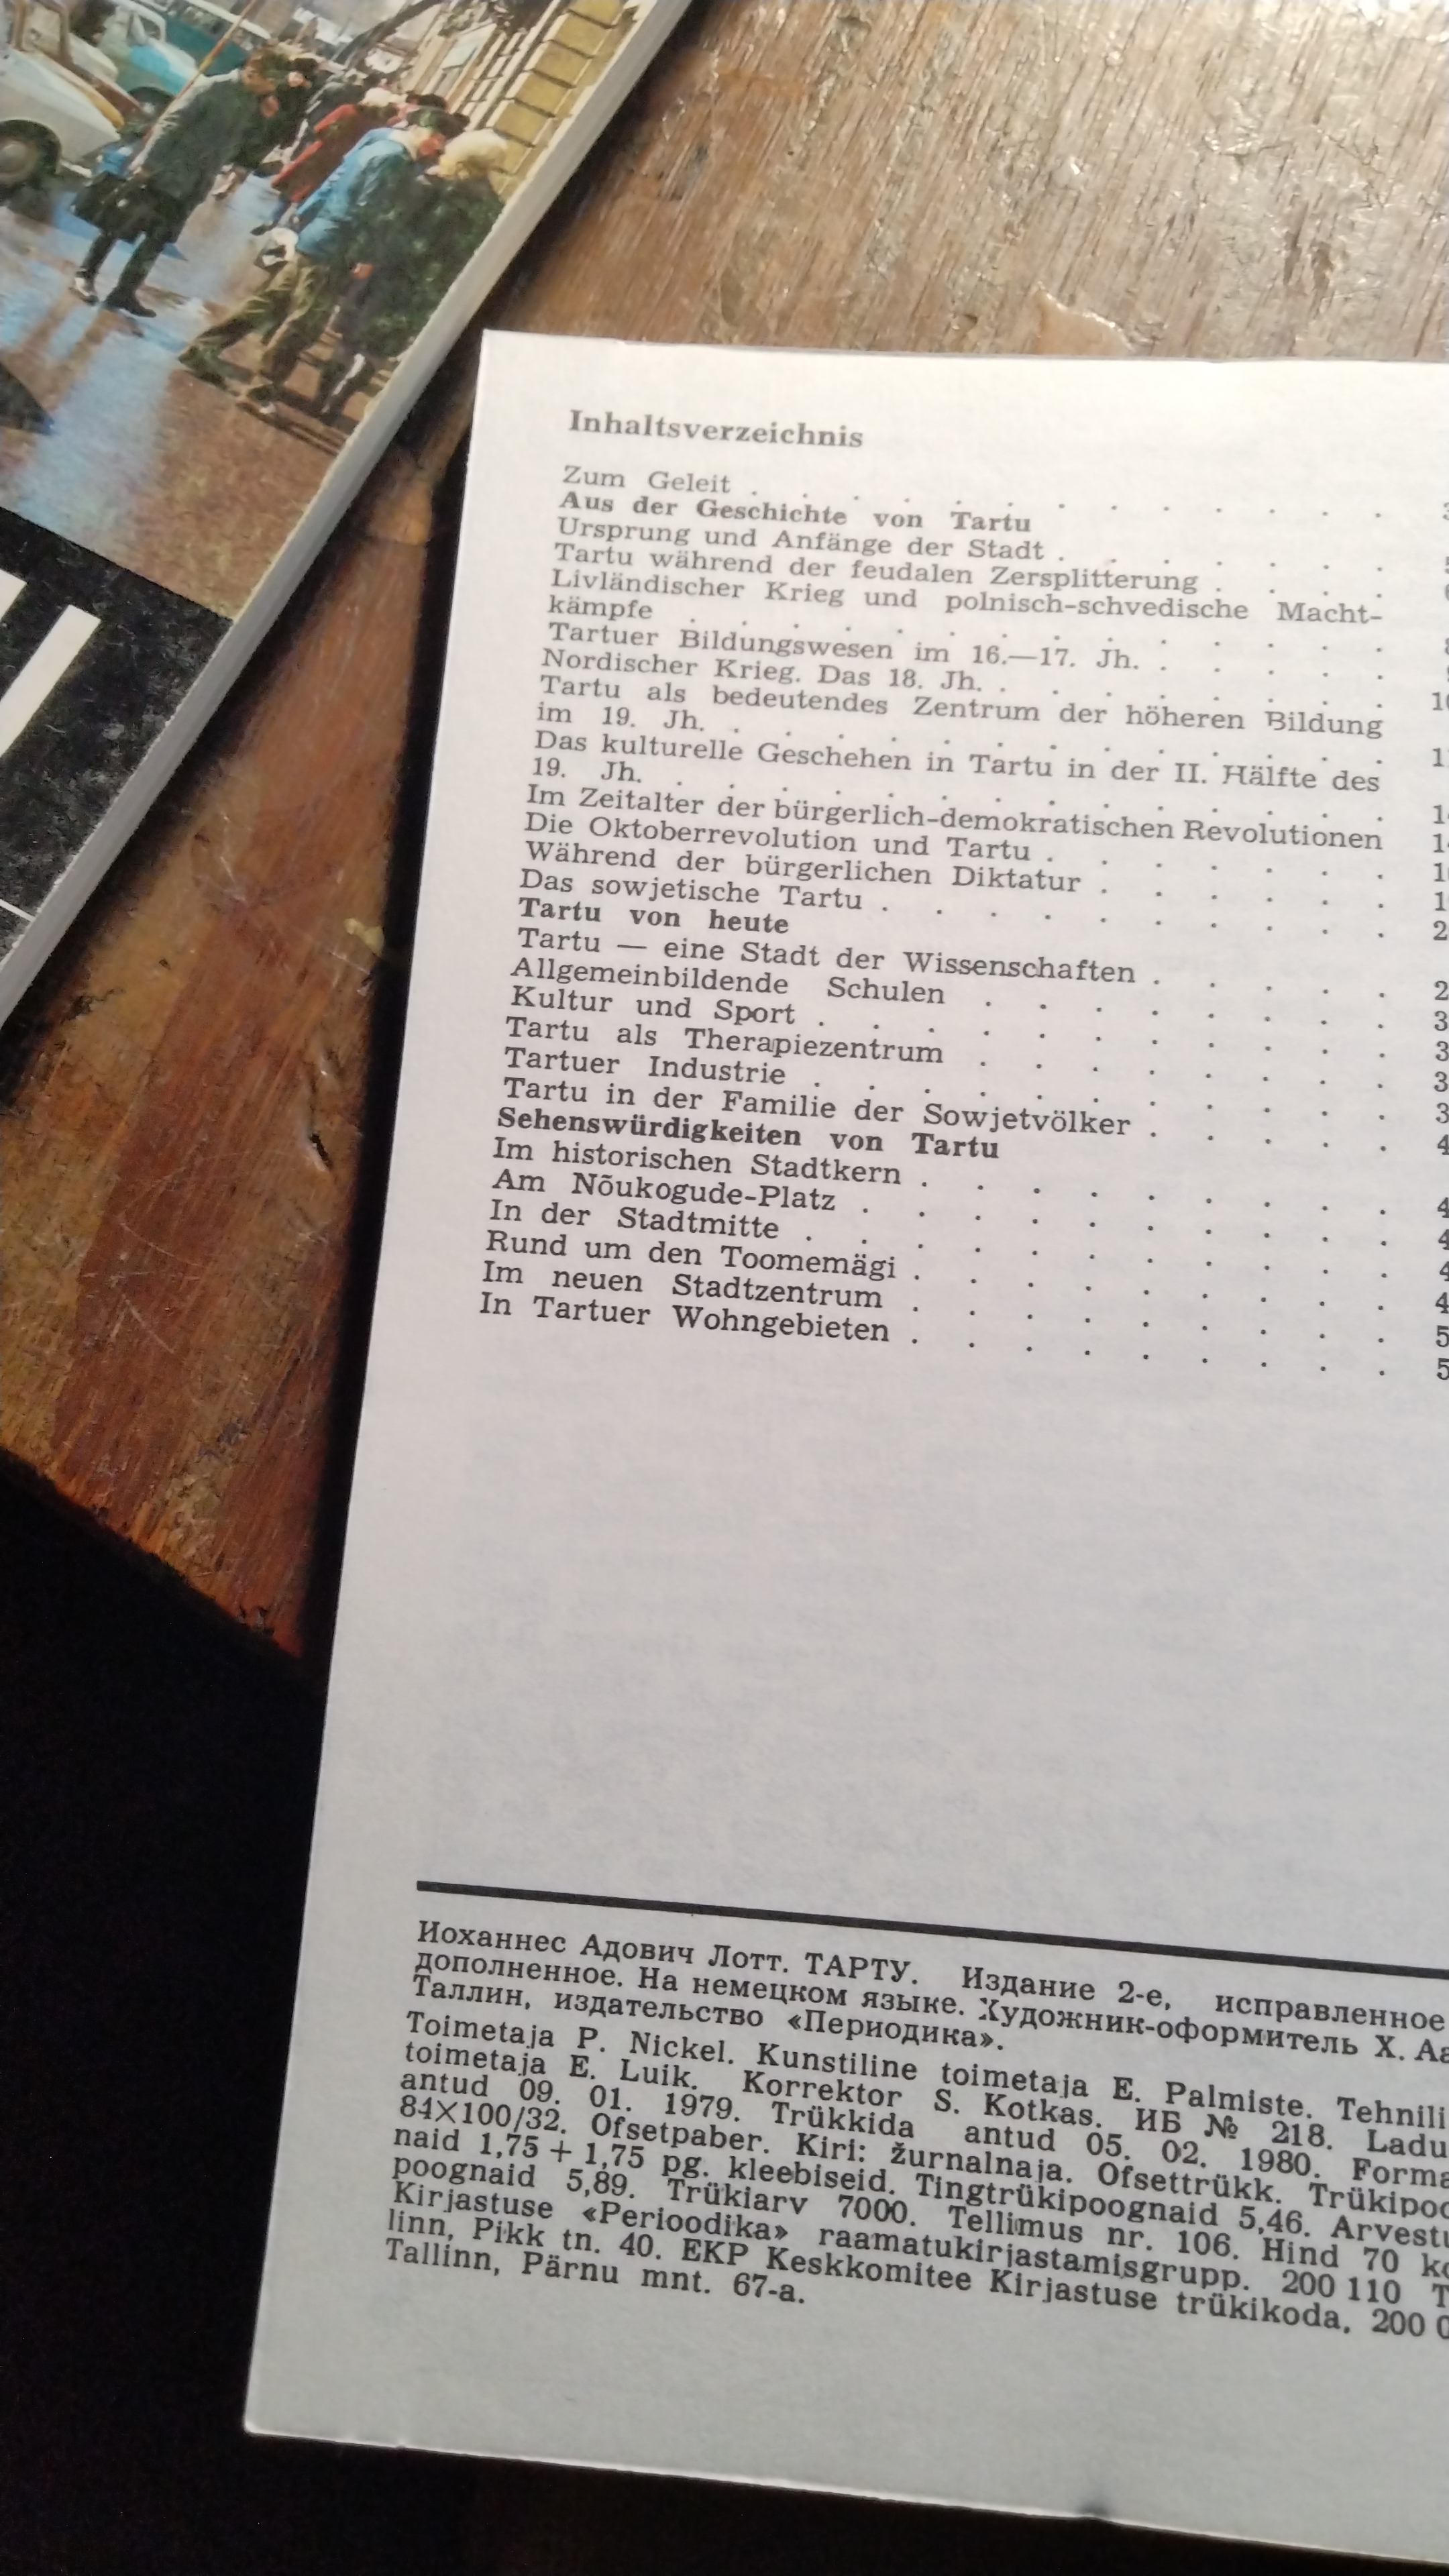 Inhaltsverzeichnis
Zum Geleit . . . . . . . . . . . . .
Aus der Geschichte von Tartu
Ursprung und Anfänge der Stadt . . . . . . .
Tartu während der feudalen Zersplitterung . . . .
Livländischer Krieg und polnisch-schvedische Macht-
kämpfe . . . . . . . . . . . . . .
Tartuer Bildungswesen im 16.—17. Jh. . . . . .
Nordischer Krieg. Das 18. Jh. . . . . . . . .
Tartu als bedeutendes Zentrum der höheren Bildung
im 19. Jh. . . . . . . . . . . . . .
Das kulturelle Geschehen in Tartu in der II. Hälfte des
19. Jh. . . . . . . . . . . . . . .
Im Zeitalter der bürgerlich-demokratischen Revolutionen
Die Oktoberrevolution und Tartu . . . . . . .
Während der bürgerlichen Diktatur . . . . . .
Das sowjetische Tartu . . . . . . . . . .
Tartu von heute
Tartu — eine Stadt der Wissenschaften . . . . .
Allgemeinbildende Schulen . . . . . . . .
Kultur und Sport . . . . . . . . . . .
Tartu als Therapiezentrum . . . . . . . .
Tartuer Industrie . . . . . . . . . . .
Tartu in der Familie der Sowjetvölker . . . . .
Sehenswürdigkeiten von Tartu
Im historischen Stadtkern . . . . . . . . .
Am Nõukogude-Platz . . . . . . . . . .
In der Stadtmitte . . . . . . . . . . .
Rund um den Toomemägi . . . . . . . . .
Im neuen Stadtzentrum . . . . . . . . .
In Tartuer Wohngebieten . . . . . . . . .
Иоханнес Адович Лотт. ТАРТУ. Издание 2-е, исправленное
дополненное. На немецком языке. Художник-оформитель Х. Аа
Таллин, издательство «Периодика».
Toimetaja P. Nickel. Kunstiline toimetaja E. Palmiste. Tehnili
toimetaja E. Luik. Korrektor S. Kotkas. ИБ № 218. Ladu
antud 09. 01. 1979. Trükkida antud 05. 02. 1980. Forma
84×100/32. Ofsetpaber. Kiri: žurnalnaja. Ofsettrükk. Trükipoo
naid 1,75 + 1,75 pg. kleebiseid. Tingtrükipoognaid 5,46. Arvestu
poognaid 5,89. Trükiarv 7000. Tellimus nr. 106. Hind 70 ko
Kirjastuse «Perioodika» raamatukirjastamisgrupp. 200 110 T
linn, Pikk tn. 40. EKP Keskkomitee Kirjastuse trükikoda, 200 0
Tallinn, Pärnu mnt. 67-a.